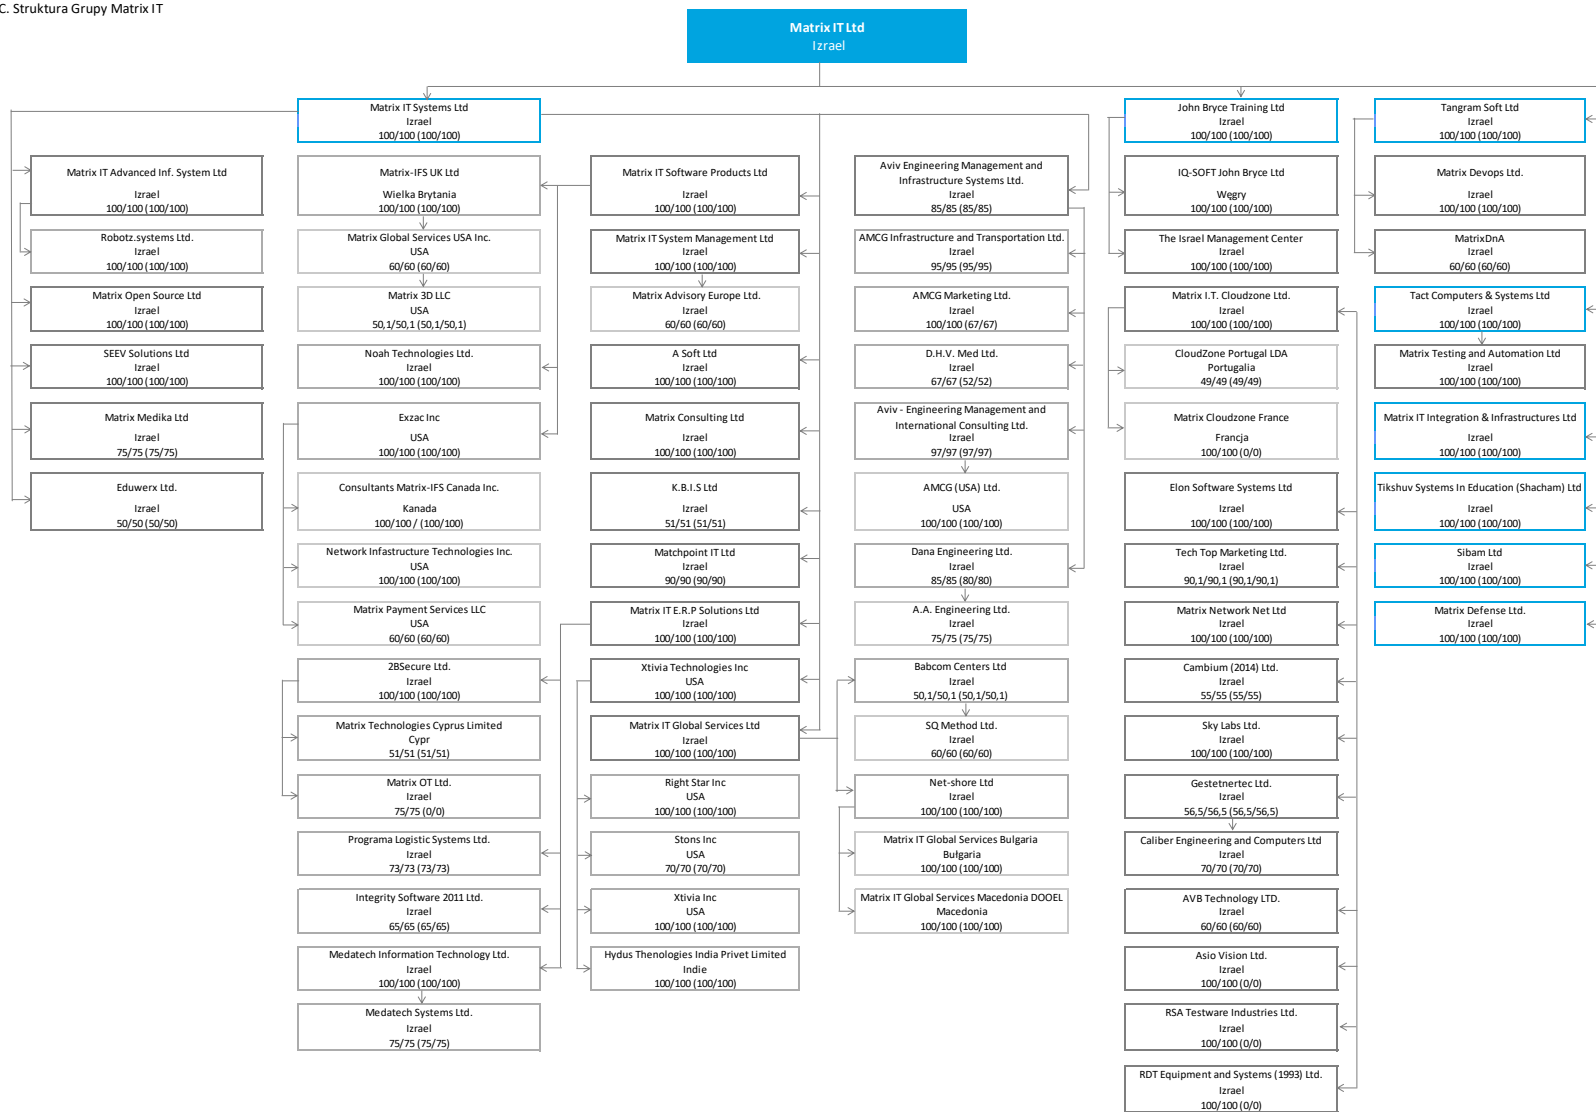 C. Struktura Grupy Matrix IT
Matrix IT Ltd
Izrael
Matrix IT Systems Ltd
Izrael
100/100 (100/100)
John Bryce Training Ltd
Izrael
100/100 (100/100)
Tangram Soft Ltd
Izrael
100/100 (100/100)
Matrix IT Advanced Inf. System Ltd
Izrael
100/100 (100/100)
Robotz.systems Ltd.
Izrael
100/100 (100/100)
Matrix Open Source Ltd
Izrael
100/100 (100/100)
SEEV Solutions Ltd
Izrael
100/100 (100/100)
Matrix Medika Ltd
Izrael
75/75 (75/75)
Eduwerx Ltd.
Izrael
50/50 (50/50)
Matrix-IFS UK Ltd
Wielka Brytania
100/100 (100/100)
Matrix Global Services USA Inc.
USA
60/60 (60/60)
Matrix 3D LLC
USA
50,1/50,1 (50,1/50,1)
Noah Technologies Ltd.
Izrael
100/100 (100/100)
Exzac Inc
USA
100/100 (100/100)
Consultants Matrix-IFS Canada Inc.
Kanada
100/100 / (100/100)
Network Infastructure Technologies Inc.
USA
100/100 (100/100)
Matrix Payment Services LLC
USA
60/60 (60/60)
2BSecure Ltd.
Izrael
100/100 (100/100)
Matrix Technologies Cyprus Limited
Cypr
51/51 (51/51)
Matrix OT Ltd.
Izrael
75/75 (0/0)
Programa Logistic Systems Ltd.
Izrael
73/73 (73/73)
Integrity Software 2011 Ltd.
Izrael
65/65 (65/65)
Medatech Information Technology Ltd.
Izrael
100/100 (100/100)
Medatech Systems Ltd.
Izrael
75/75 (75/75)
Matrix IT Software Products Ltd
Izrael
100/100 (100/100)
Matrix IT System Management Ltd
Izrael
100/100 (100/100)
Matrix Advisory Europe Ltd.
Izrael
60/60 (60/60)
A Soft Ltd
Izrael
100/100 (100/100)
Matrix Consulting Ltd
Izrael
100/100 (100/100)
K.B.I.S Ltd
Izrael
51/51 (51/51)
Matchpoint IT Ltd
Izrael
90/90 (90/90)
Matrix IT E.R.P Solutions Ltd
Izrael
100/100 (100/100)
Xtivia Technologies Inc
USA
100/100 (100/100)
Matrix IT Global Services Ltd
Izrael
100/100 (100/100)
Right Star Inc
USA
100/100 (100/100)
Stons Inc
USA
70/70 (70/70)
Xtivia Inc
USA
100/100 (100/100)
Hydus Thenologies India Privet Limited
Indie
100/100 (100/100)
Aviv Engineering Management and
Infrastructure Systems Ltd.
Izrael
85/85 (85/85)
AMCG Infrastructure and Transportation Ltd.
Izrael
95/95 (95/95)
AMCG Marketing Ltd.
Izrael
100/100 (67/67)
D.H.V. Med Ltd.
Izrael
67/67 (52/52)
Aviv - Engineering Management and
International Consulting Ltd.
Izrael
97/97 (97/97)
AMCG (USA) Ltd.
USA
100/100 (100/100)
Dana Engineering Ltd.
Izrael
85/85 (80/80)
A.A. Engineering Ltd.
Izrael
75/75 (75/75)
Babcom Centers Ltd
Izrael
50,1/50,1 (50,1/50,1)
SQ Method Ltd.
Izrael
60/60 (60/60)
Net-shore Ltd
Izrael
100/100 (100/100)
Matrix IT Global Services Bulgaria
Bułgaria
100/100 (100/100)
Matrix IT Global Services Macedonia DOOEL
Macedonia
100/100 (100/100)
IQ-SOFT John Bryce Ltd
Węgry
100/100 (100/100)
The Israel Management Center
Izrael
100/100 (100/100)
Matrix I.T. Cloudzone Ltd.
Izrael
100/100 (100/100)
CloudZone Portugal LDA
Portugalia
49/49 (49/49)
Matrix Cloudzone France
Francja
100/100 (0/0)
Elon Software Systems Ltd
Izrael
100/100 (100/100)
Tech Top Marketing Ltd.
Izrael
90,1/90,1 (90,1/90,1)
Matrix Network Net Ltd
Izrael
100/100 (100/100)
Cambium (2014) Ltd.
Izrael
55/55 (55/55)
Sky Labs Ltd.
Izrael
100/100 (100/100)
Gestetnertec Ltd.
Izrael
56,5/56,5 (56,5/56,5)
Caliber Engineering and Computers Ltd
Izrael
70/70 (70/70)
AVB Technology LTD.
Izrael
60/60 (60/60)
Asio Vision Ltd.
Izrael
100/100 (0/0)
RSA Testware Industries Ltd.
Izrael
100/100 (0/0)
RDT Equipment and Systems (1993) Ltd.
Izrael
100/100 (0/0)
Matrix Devops Ltd.
Izrael
100/100 (100/100)
MatrixDnA
Izrael
60/60 (60/60)
Tact Computers & Systems Ltd
Izrael
100/100 (100/100)
Matrix Testing and Automation Ltd
Izrael
100/100 (100/100)
Matrix IT Integration & Infrastructures Ltd
Izrael
100/100 (100/100)
Tikshuv Systems In Education (Shacham) Ltd
Izrael
100/100 (100/100)
Sibam Ltd
Izrael
100/100 (100/100)
Matrix Defense Ltd.
Izrael
100/100 (100/100)